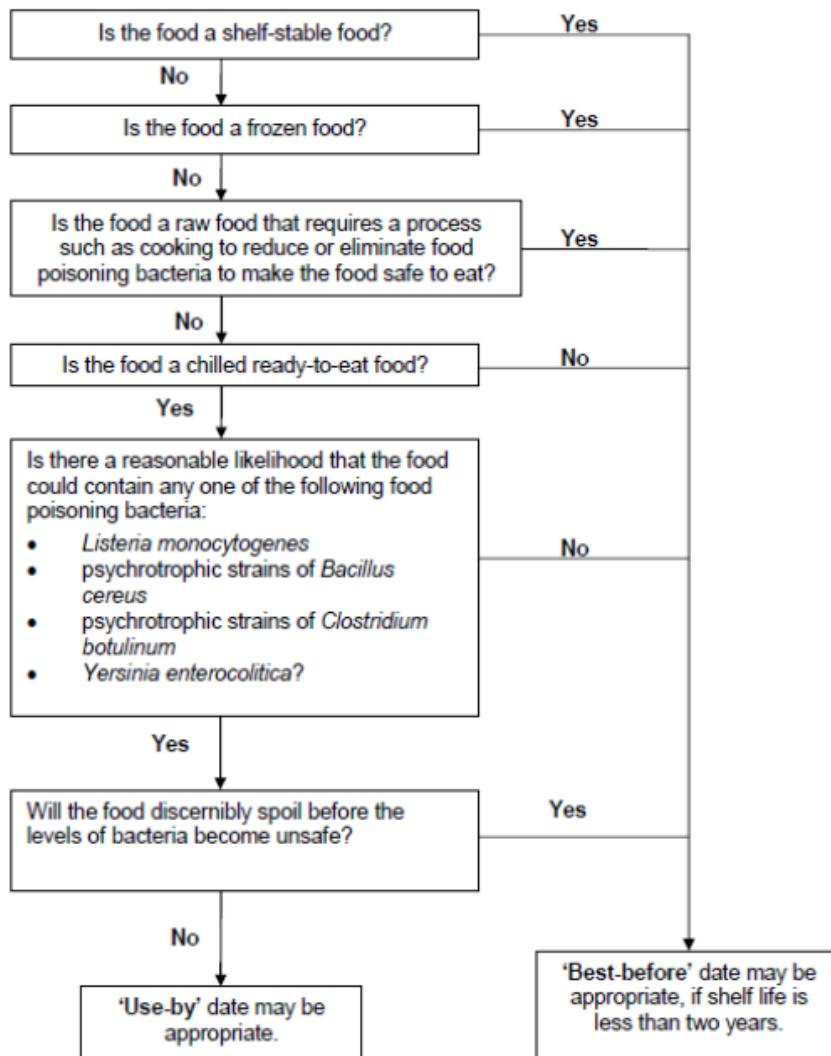 Is the food a shelf-stable food?
Yes
No
Is the food a frozen food?
Yes
No
Is the food a raw food that requires a process
such as cooking to reduce or eliminate food
poisoning bacteria to make the food safe to eat?
Yes
No
Is the food a chilled ready-to-eat food?
No
Yes
Is there a reasonable likelihood that the food
could contain any one of the following food
poisoning bacteria:
• Listeria monocytogenes
• psychrotrophic strains of Bacillus
cereus
• psychrotrophic strains of Clostridium
botulinum
• Yersinia enterocolitica?
No
Yes
Will the food discernibly spoil before the
levels of bacteria become unsafe?
Yes
No
‘Use-by’ date may be
appropriate.
‘Best-before’ date may be
appropriate, if shelf life is
less than two years.